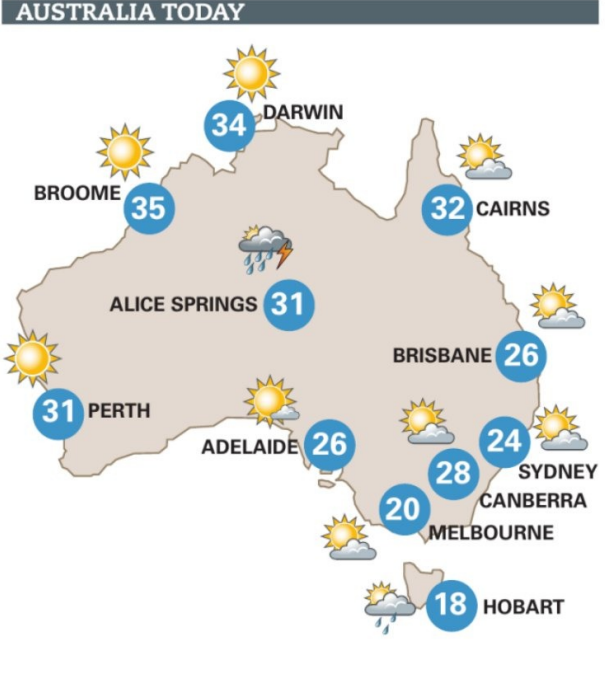 AUSTRALIA TODAY
34 DARWIN
BROOME 35
32 CAIRNS
ALICE SPRINGS 31
BRISBANE 26
31 PERTH
ADELAIDE 26
24 SYDNEY
28 CANBERRA
20 MELBOURNE
18 HOBART